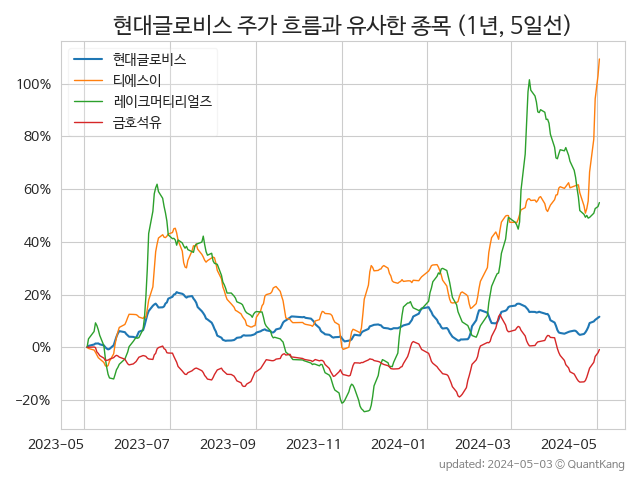 현대글로비스 주가 흐름과 유사한 종목 (1년, 5일선)
현대글로비스
티에스이
레이크머티리얼즈
금호석유
100%
80%
60%
40%
20%
0%
−20%
2023-05 2023-07 2023-09 2023-11 2024-01 2024-03 2024-05
updated: 2024-05-03 ⓒ QuantKang